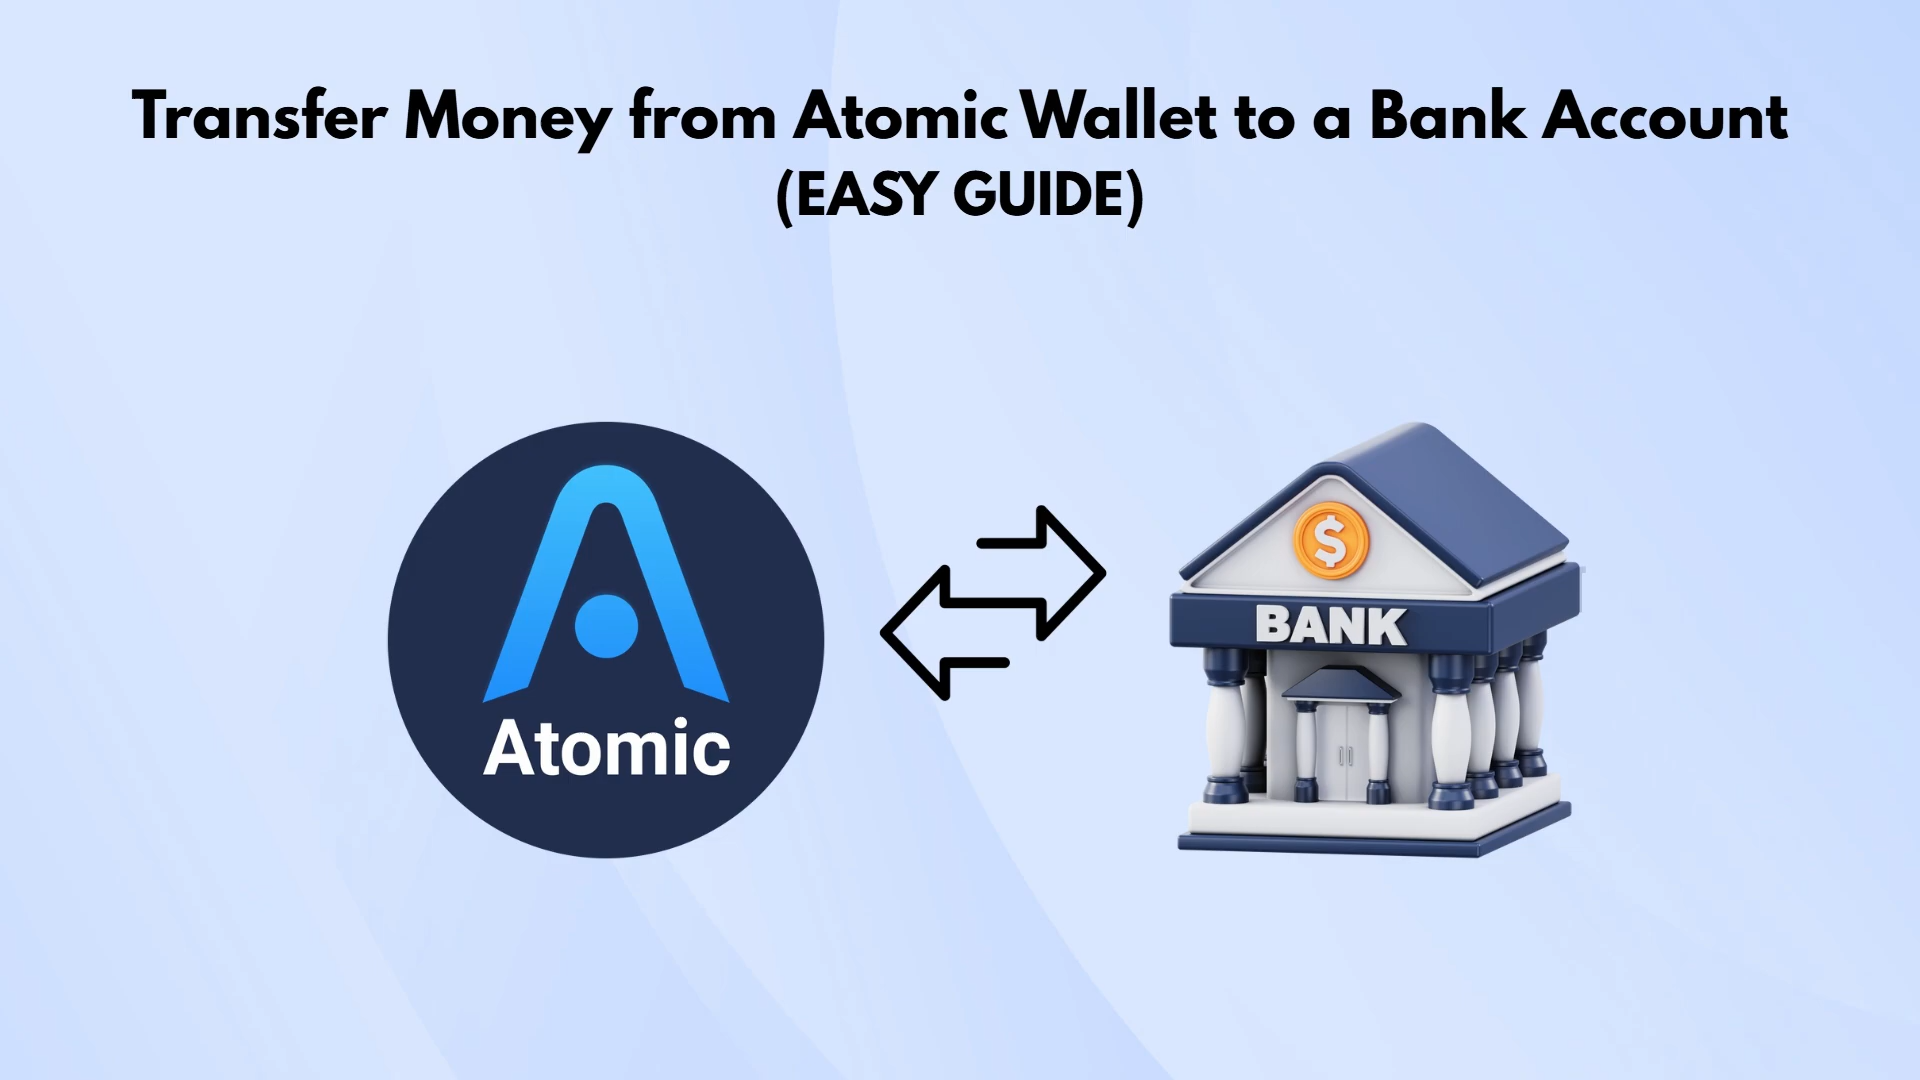 Transfer Money from Atomic Wallet to a Bank Account
(EASY GUIDE)
$
BANK
Atomic